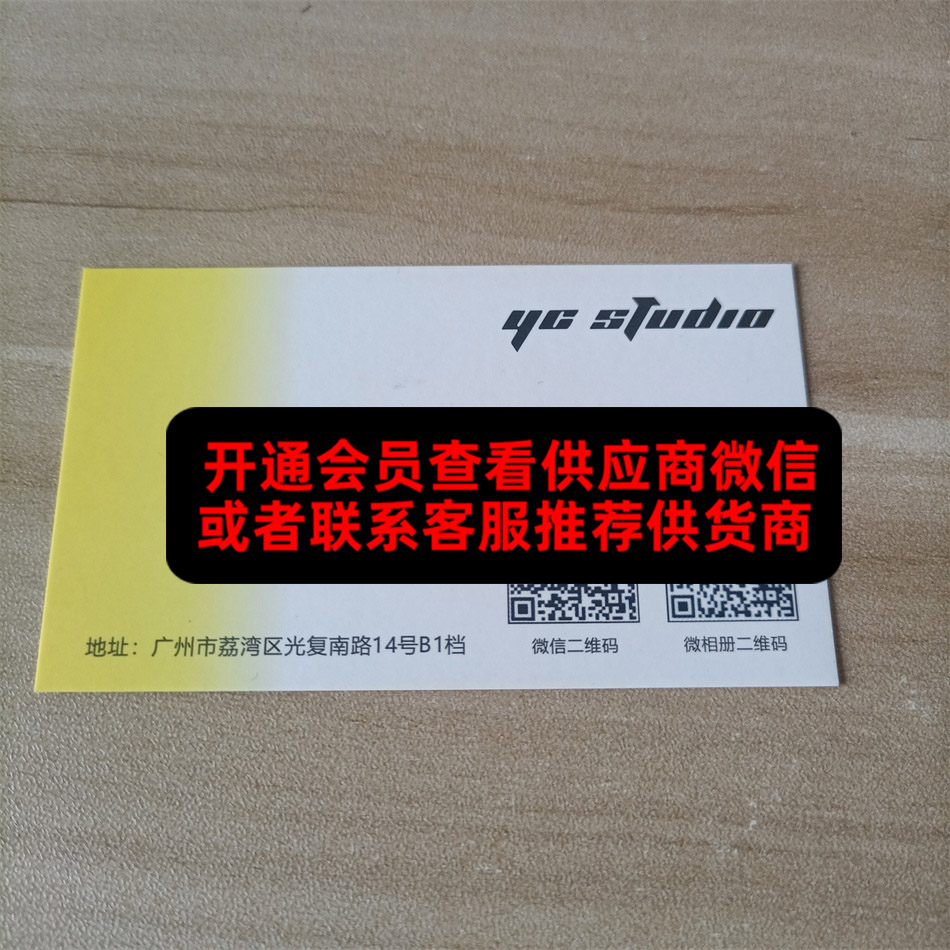 yc studio
开通会员查看供应商微信
或者联系客服推荐供货商
地址：广州市荔湾区光复南路14号B1档
微信二维码
微相册二维码